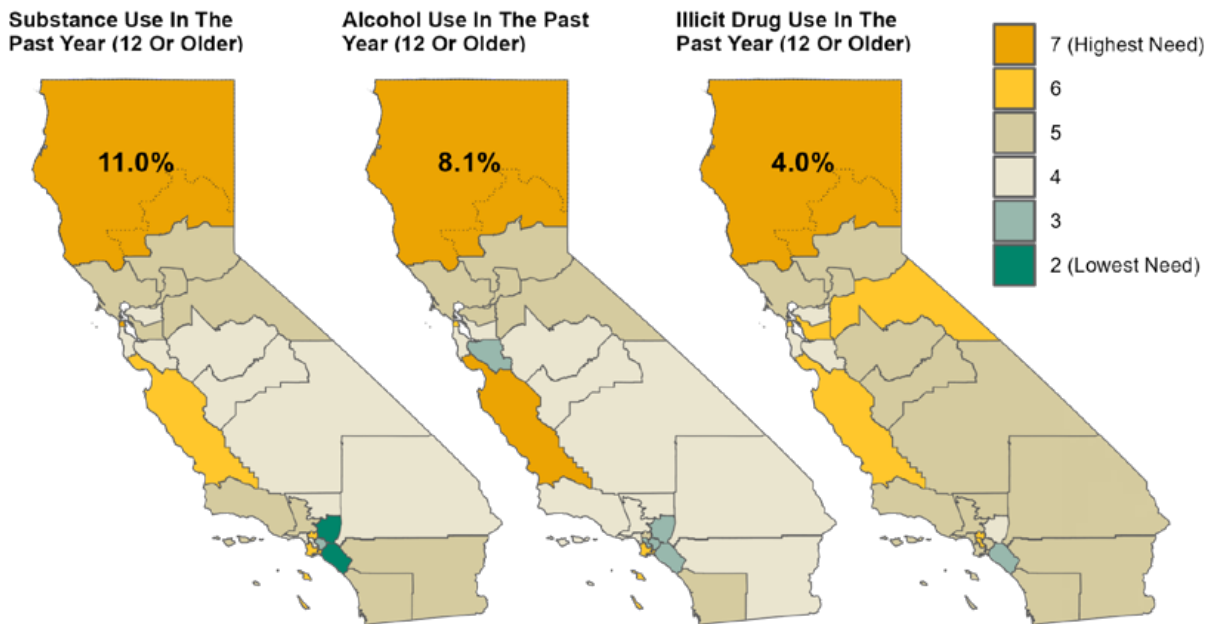 Substance Use In The
Past Year (12 Or Older)
Alcohol Use In The Past
Year (12 Or Older)
Illicit Drug Use In The
Past Year (12 Or Older)
7 (Highest Need)
6
5
4
3
2 (Lowest Need)
11.0%
8.1%
4.0%